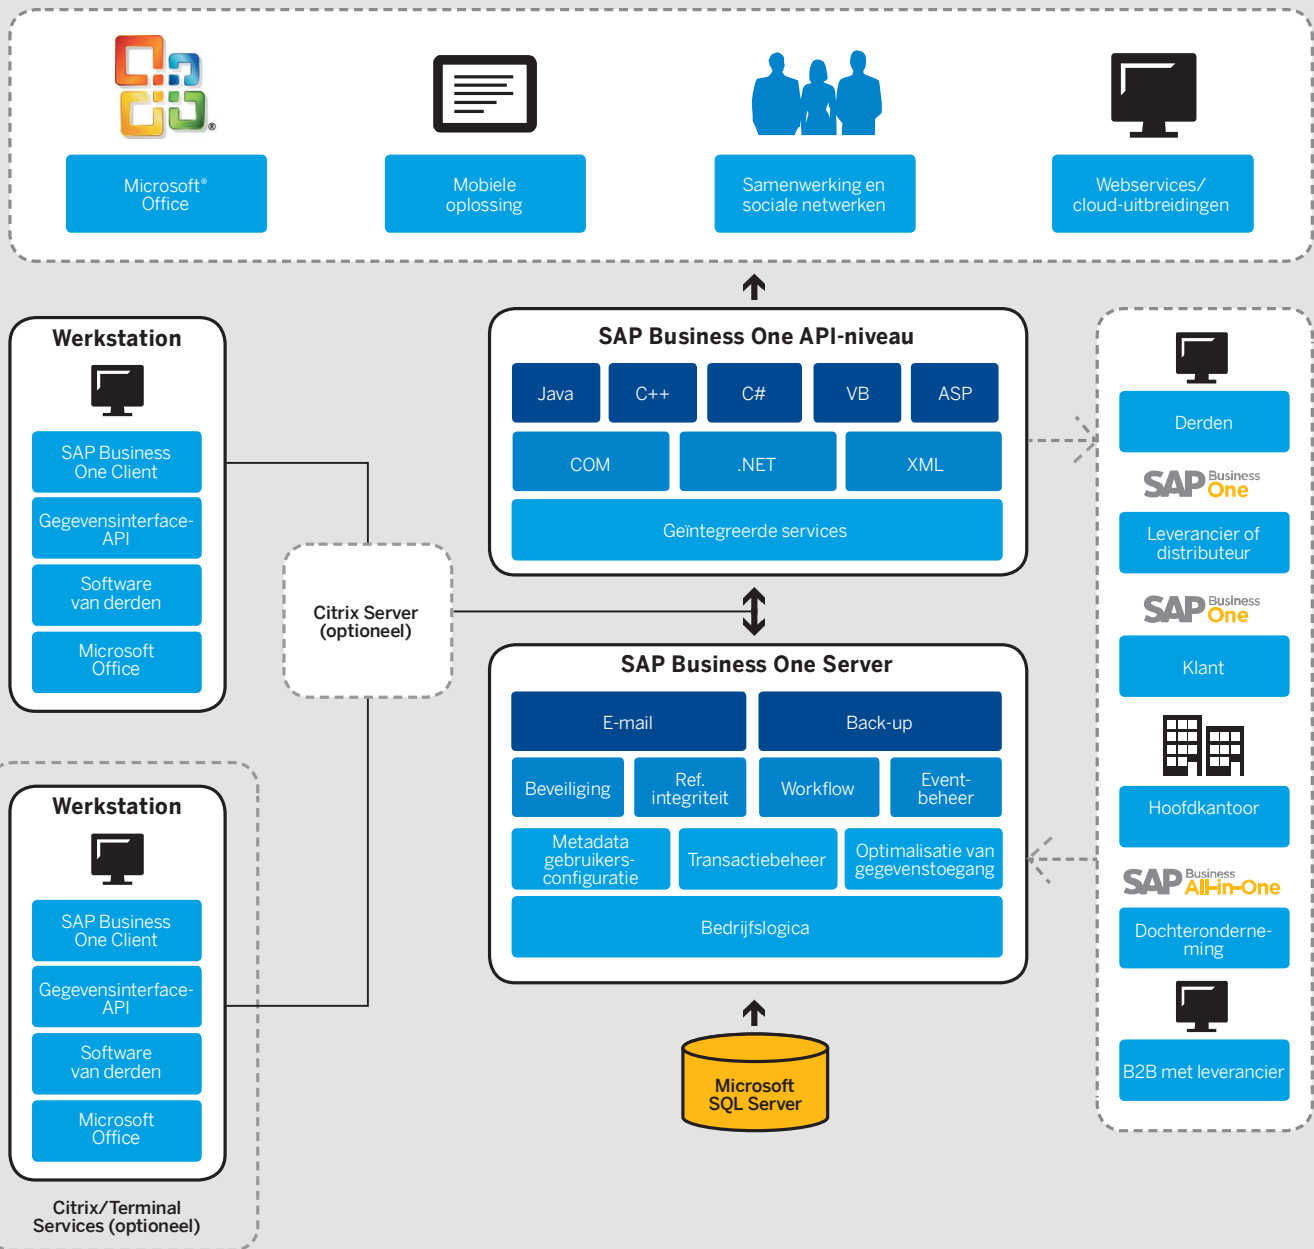 ®
Microsoft®
Office
Mobiele
oplossing
Samenwerking en
sociale netwerken
Webservices/
cloud-uitbreidingen
Werkstation
SAP Business
One Client
Gegevensinterface-
API
Software
van derden
Microsoft
Office
Werkstation
SAP Business
One Client
Gegevensinterface-
API
Software
van derden
Microsoft
Office
Citrix/Terminal
Services (optioneel)
Citrix Server
(optioneel)
SAP Business One API-niveau
Java
C++
C#
VB
ASP
COM
.NET
XML
Geïntegreerde services
SAP Business One Server
E-mail
Back-up
Beveiliging
Ref.
integriteit
Workflow
Event-
beheer
Metadata
gebruikers-
configuratie
Transactiebeheer
Optimalisatie van
gegevenstoegang
Bedrijfslogica
Microsoft
SQL Server
Derden
SAP Business
One
Leverancier of
distributeur
SAP Business
One
Klant
Hoofdkantoor
SAP Business
All-in-One
Dochteronderne-
ming
B2B met leverancier